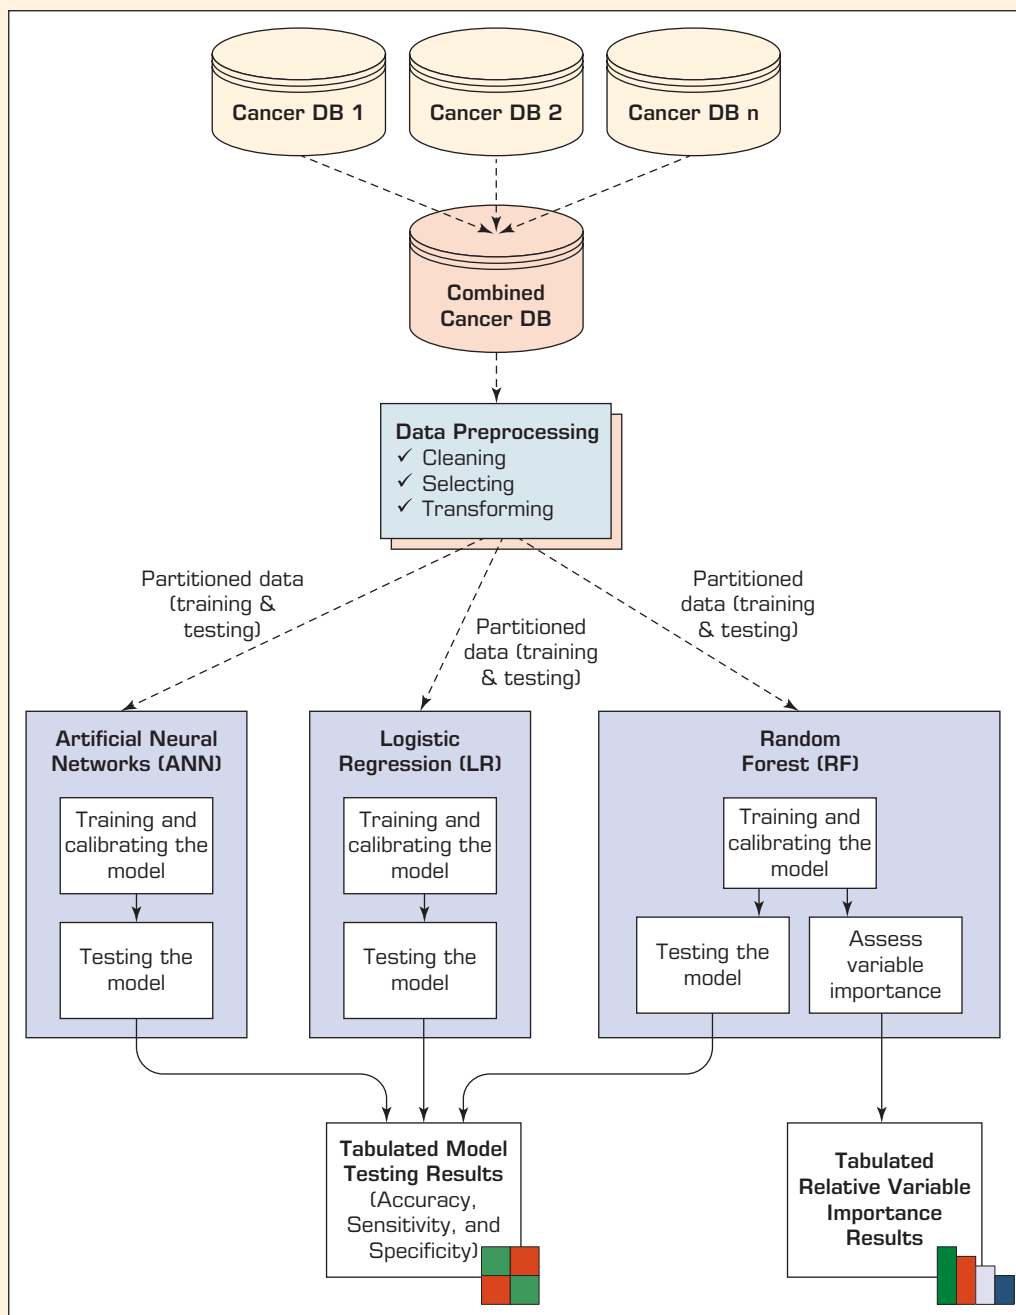 Cancer DB 1
Cancer DB 2
Cancer DB n
Combined
Cancer DB
Data Preprocessing
✓ Cleaning
✓ Selecting
✓ Transforming
Partitioned data
(training &
testing)
Partitioned
data (training
& testing)
Partitioned
data (training
& testing)
Artificial Neural
Networks (ANN)
Training and
calibrating the
model
Testing the
model
Logistic
Regression (LR)
Training and
calibrating the
model
Testing the
model
Random
Forest (RF)
Training and
calibrating the
model
Testing the
model
Assess
variable
importance
Tabulated Model
Testing Results
(Accuracy,
Sensitivity, and
Specificity)
Tabulated
Relative Variable
Importance
Results